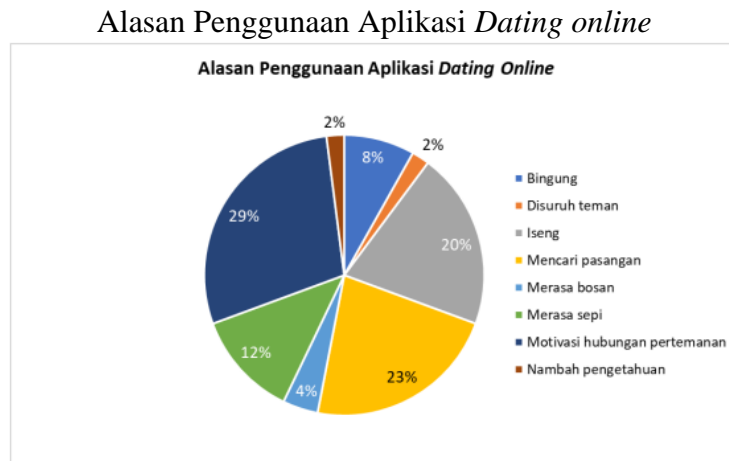 Alasan Penggunaan Aplikasi Dating online
Alasan Penggunaan Aplikasi Dating Online
2%
8%
2%
20%
29%
12%
4%
23%
Bingung
Disuruh teman
Iseng
Mencari pasangan
Merasa bosan
Merasa sepi
Motivasi hubungan pertemanan
Nambah pengetahuan